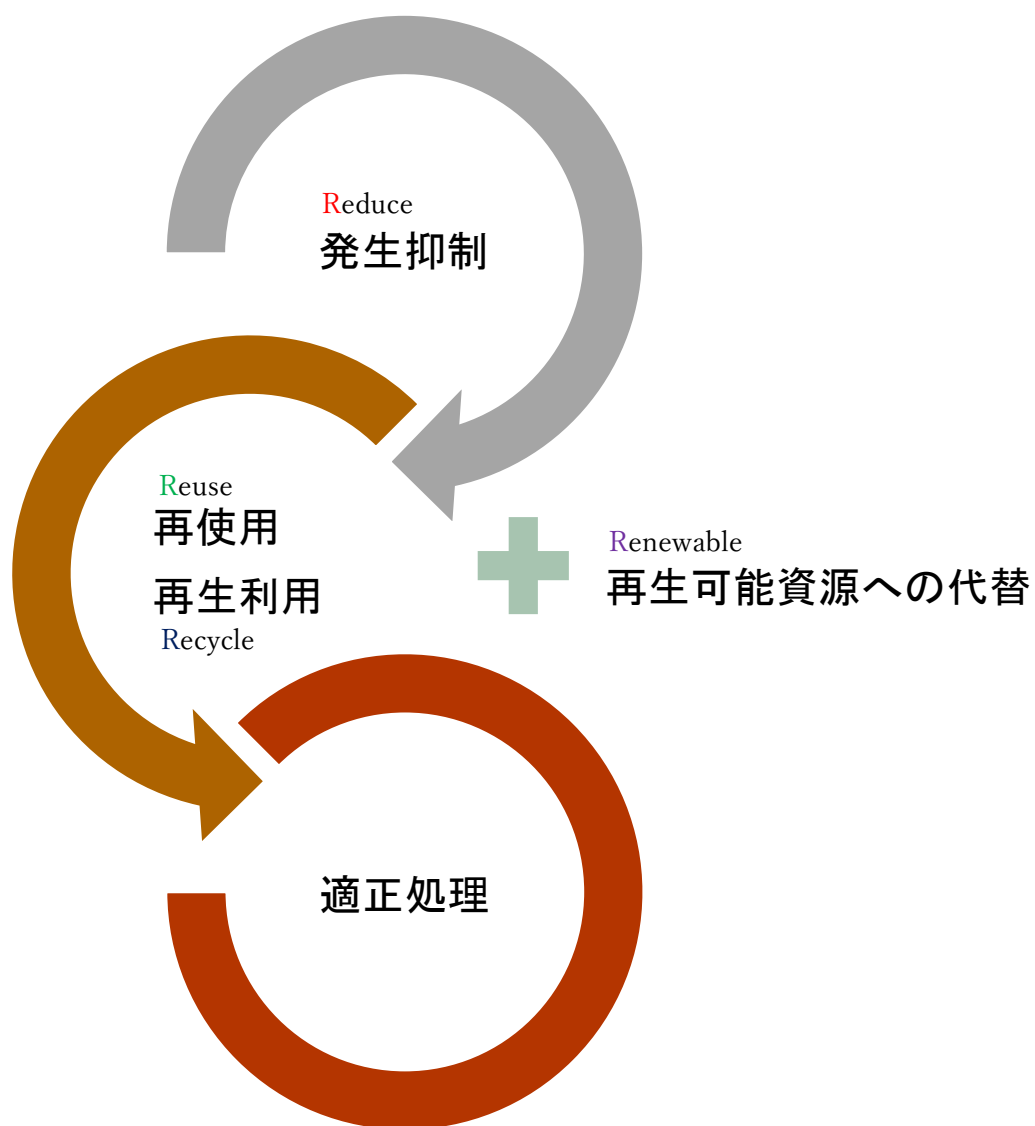 Reduce
発生抑制
Reuse
再使用
再生利用
Recycle
Renewable
再生可能資源への代替
適正処理